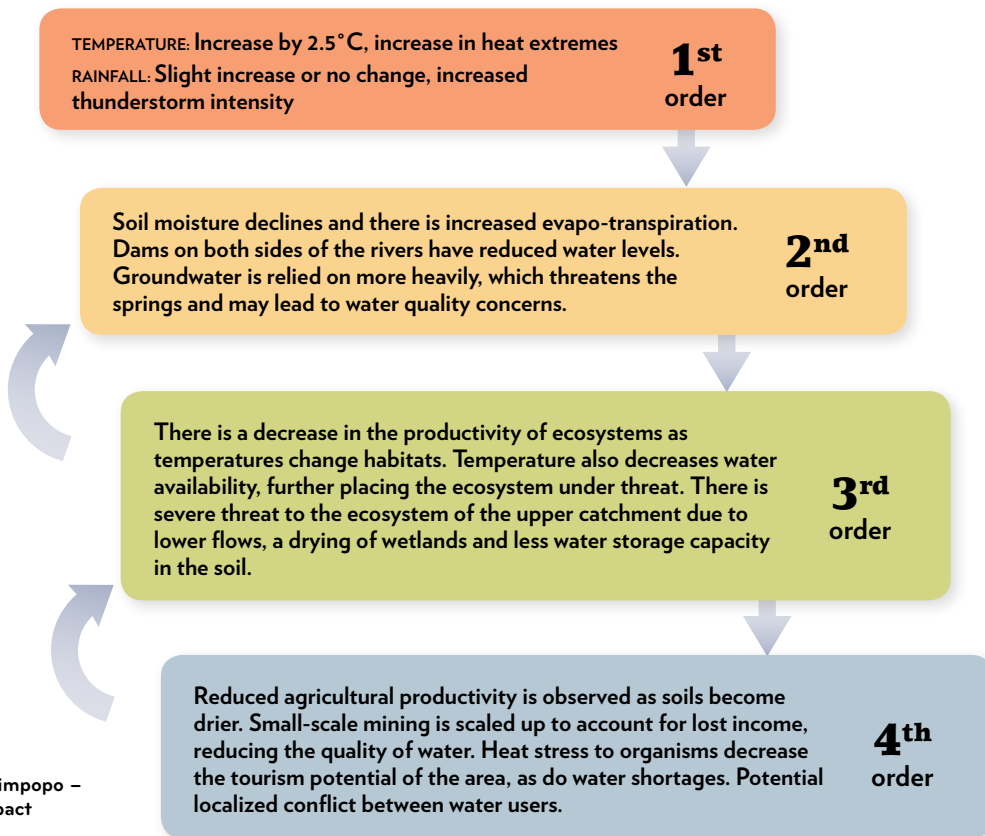 TEMPERATURE: Increase by 2.5°C, increase in heat extremes
RAINFALL: Slight increase or no change, increased
thunderstorm intensity
1st
order
Soil moisture declines and there is increased evapo-transpiration.
Dams on both sides of the rivers have reduced water levels.
Groundwater is relied on more heavily, which threatens the
springs and may lead to water quality concerns.
2nd
order
There is a decrease in the productivity of ecosystems as
temperatures change habitats. Temperature also decreases water
availability, further placing the ecosystem under threat. There is
severe threat to the ecosystem of the upper catchment due to
lower flows, a drying of wetlands and less water storage capacity
in the soil.
3rd
order
Reduced agricultural productivity is observed as soils become
drier. Small-scale mining is scaled up to account for lost income,
reducing the quality of water. Heat stress to organisms decrease
the tourism potential of the area, as do water shortages. Potential
localized conflict between water users.
4th
order
impopo –
pact